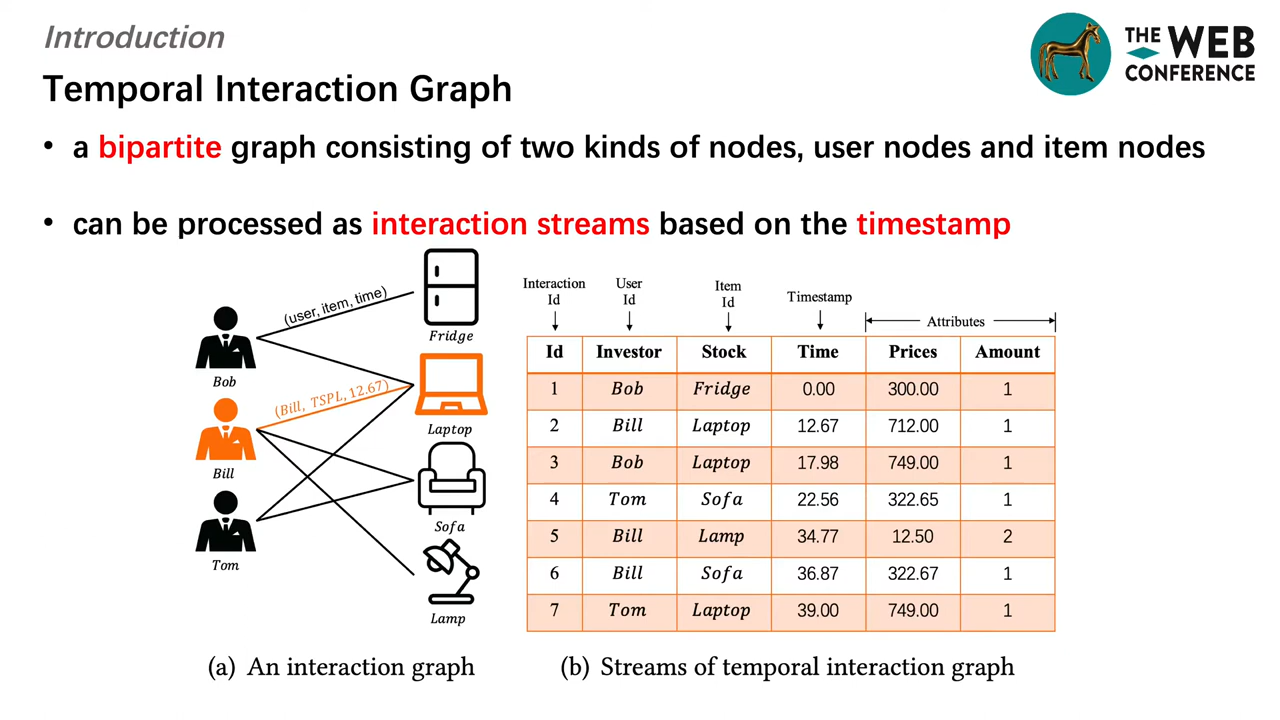 Introduction
THE WEB
CONFERENCE
Temporal Interaction Graph
• a bipartite graph consisting of two kinds of nodes, user nodes and item nodes
• can be processed as interaction streams based on the timestamp
(user, item, time)
Fridge
Bob
(Bill, TSPL, 12.67)
Laptop
Bill
Sofa
Tom
Lamp
(a) An interaction graph
Interaction Id
User Id
Item Id
Timestamp
Attributes
Id Investor Stock Time Prices Amount
1 Bob Fridge 0.00 300.00 1
2 Bill Laptop 12.67 712.00 1
3 Bob Laptop 17.98 749.00 1
4 Tom Sofa 22.56 322.65 1
5 Bill Lamp 34.77 12.50 2
6 Bill Sofa 36.87 322.67 1
7 Tom Laptop 39.00 749.00 1
(b) Streams of temporal interaction graph